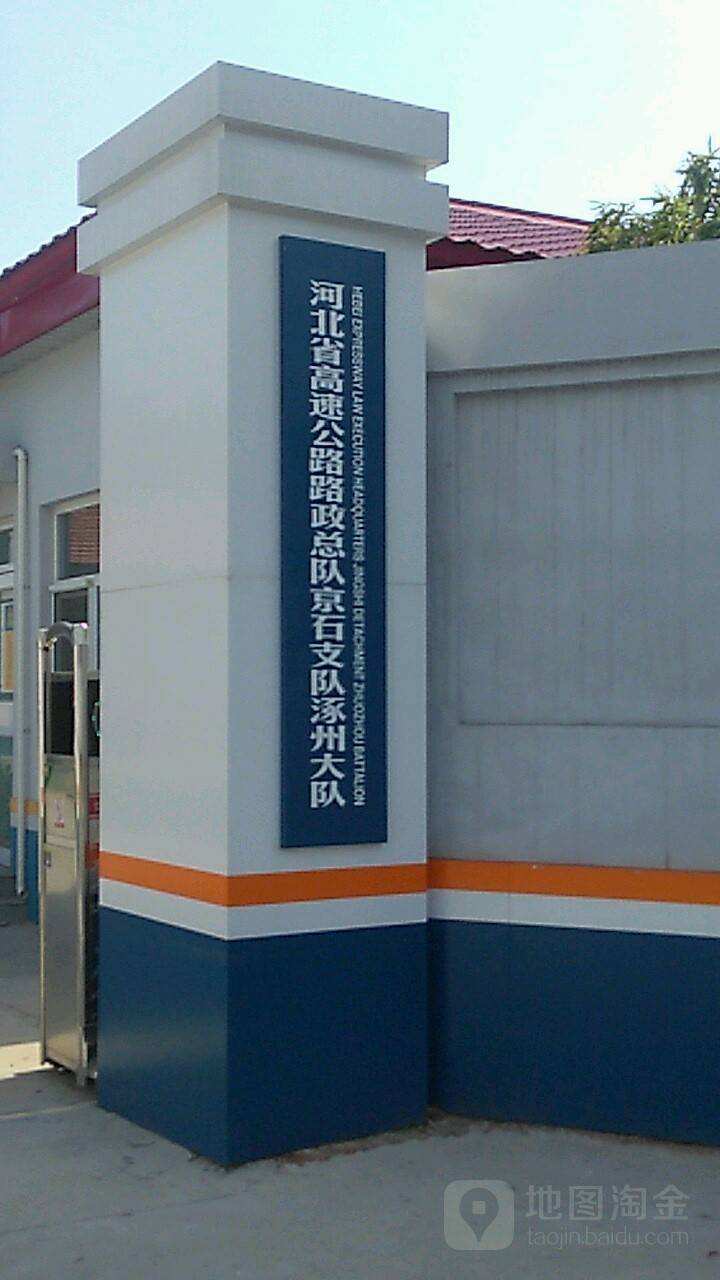 河北省高速公路路政总队京石支队涿州大队
HEBEI EXPRESSWAY LAW EXECUTION HEADQUARTERS JINGSHI DETACHMENT ZHUOZHOU BATTALION
地图淘金
taojin.baidu.com